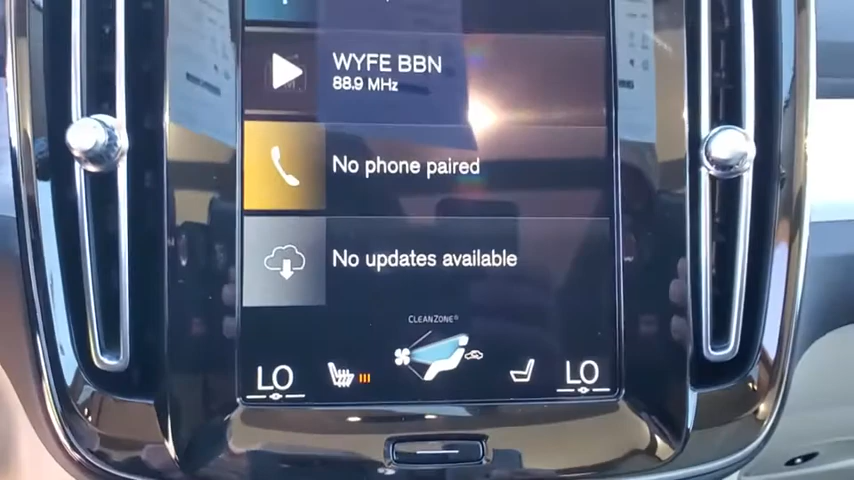 WYFE BBN
88.9 MHz
No phone paired
No updates available
CLEANZONE®
LO
LO